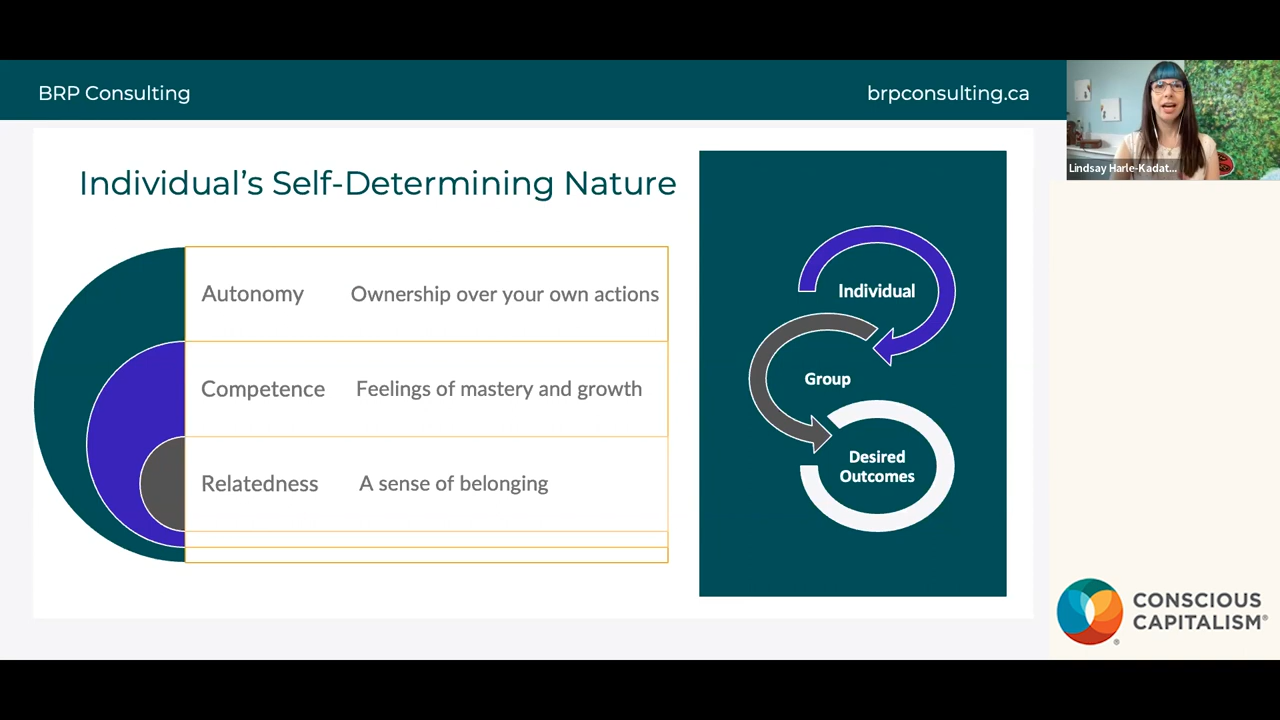 BRP Consulting
brpconsulting.ca
Lindsay Harle-Kadat...
Individual’s Self-Determining Nature
Autonomy Ownership over your own actions
Competence Feelings of mastery and growth
Relatedness A sense of belonging
Individual
Group
Desired
Outcomes
CONSCIOUS
CAPITALISM®
®